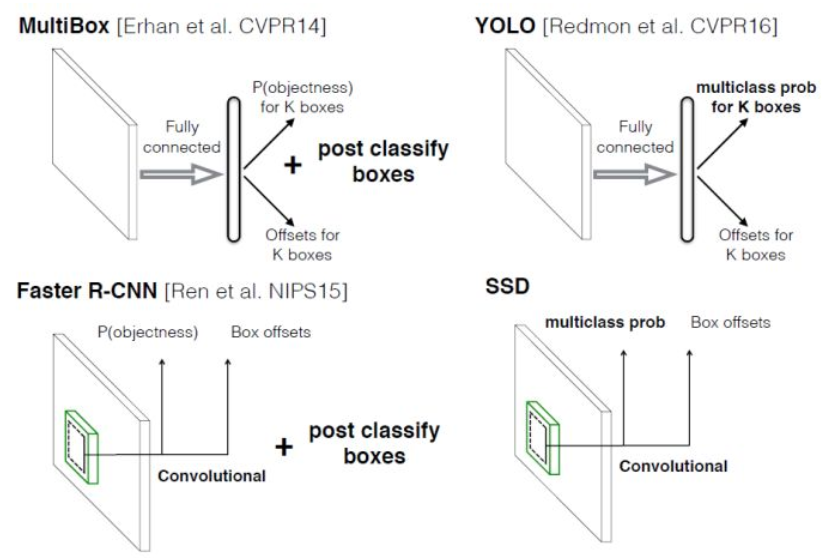 MultiBox [Erhan et al. CVPR14]
P(objectness)
for K boxes
Fully
connected
+
post classify
boxes
Offsets for
K boxes
YOLO [Redmon et al. CVPR16]
multiclass prob
for K boxes
Fully
connected
Offsets for
K boxes
Faster R-CNN [Ren et al. NIPS15]
P(objectness) Box offsets
+
post classify
boxes
Convolutional
SSD
multiclass prob Box offsets
Convolutional